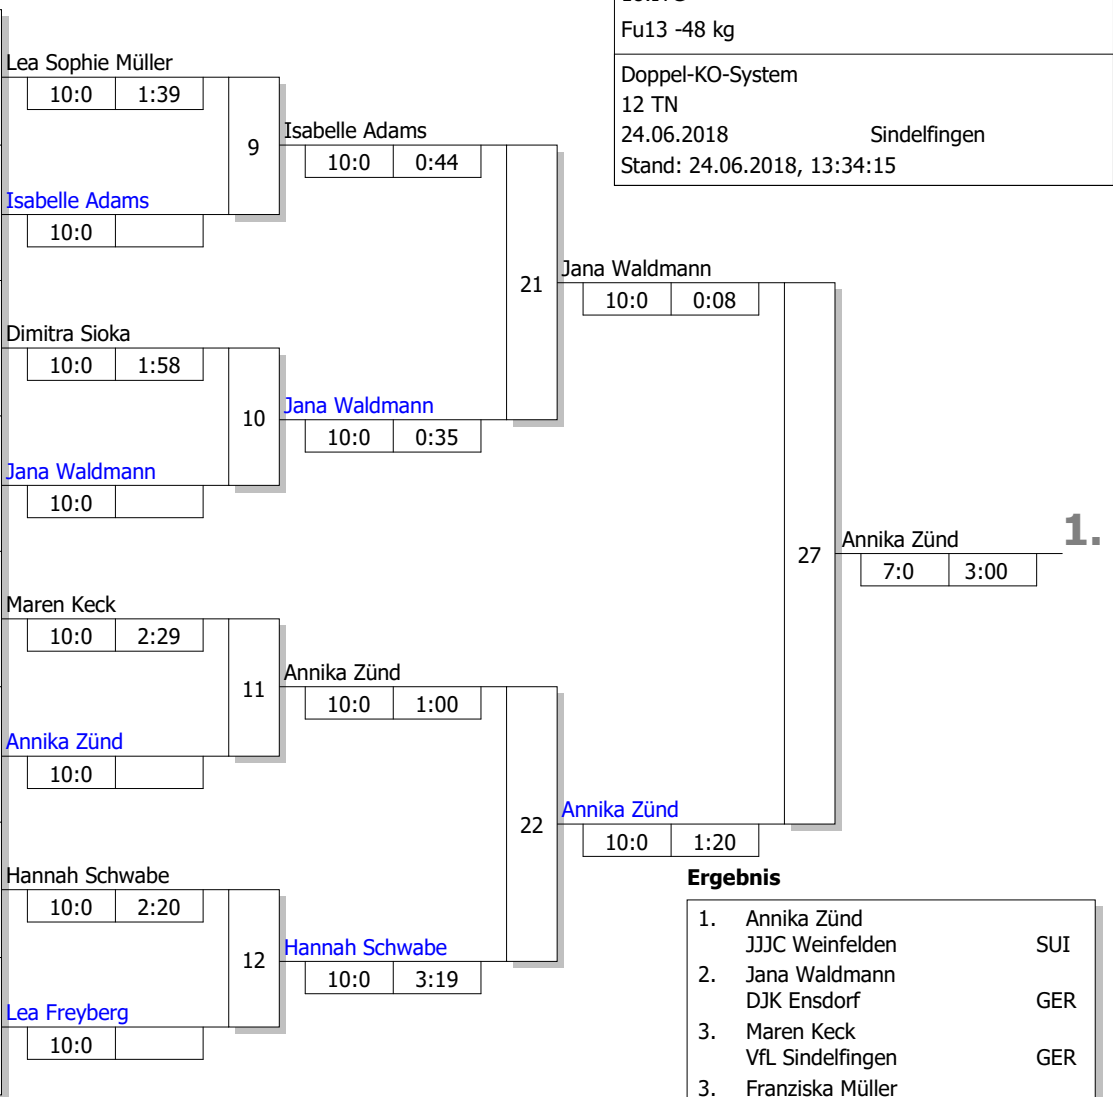 Fu13 -48 kg
Doppel-KO-System
12 TN
24.06.2018 Sindelfingen
Stand: 24.06.2018, 13:34:15
Lea Sophie Müller
10:0 1:39
9
Isabelle Adams
10:0 0:44
Isabelle Adams
10:0
21
Jana Waldmann
10:0 0:08
Dimitra Sioka
10:0 1:58
10
Jana Waldmann
10:0 0:35
Jana Waldmann
10:0
27
Annika Zünd
7:0 3:00
1.
Maren Keck
10:0 2:29
11
Annika Zünd
10:0 1:00
Annika Zünd
10:0
22
Annika Zünd
10:0 1:20
Hannah Schwabe
10:0 2:20
12
Hannah Schwabe
10:0 3:19
Lea Freyberg
10:0
Ergebnis
1. Annika Zünd
JJJC Weinfelden SUI
2. Jana Waldmann
DJK Ensdorf GER
3. Maren Keck
VfL Sindelfingen GER
3. Franziska Müller